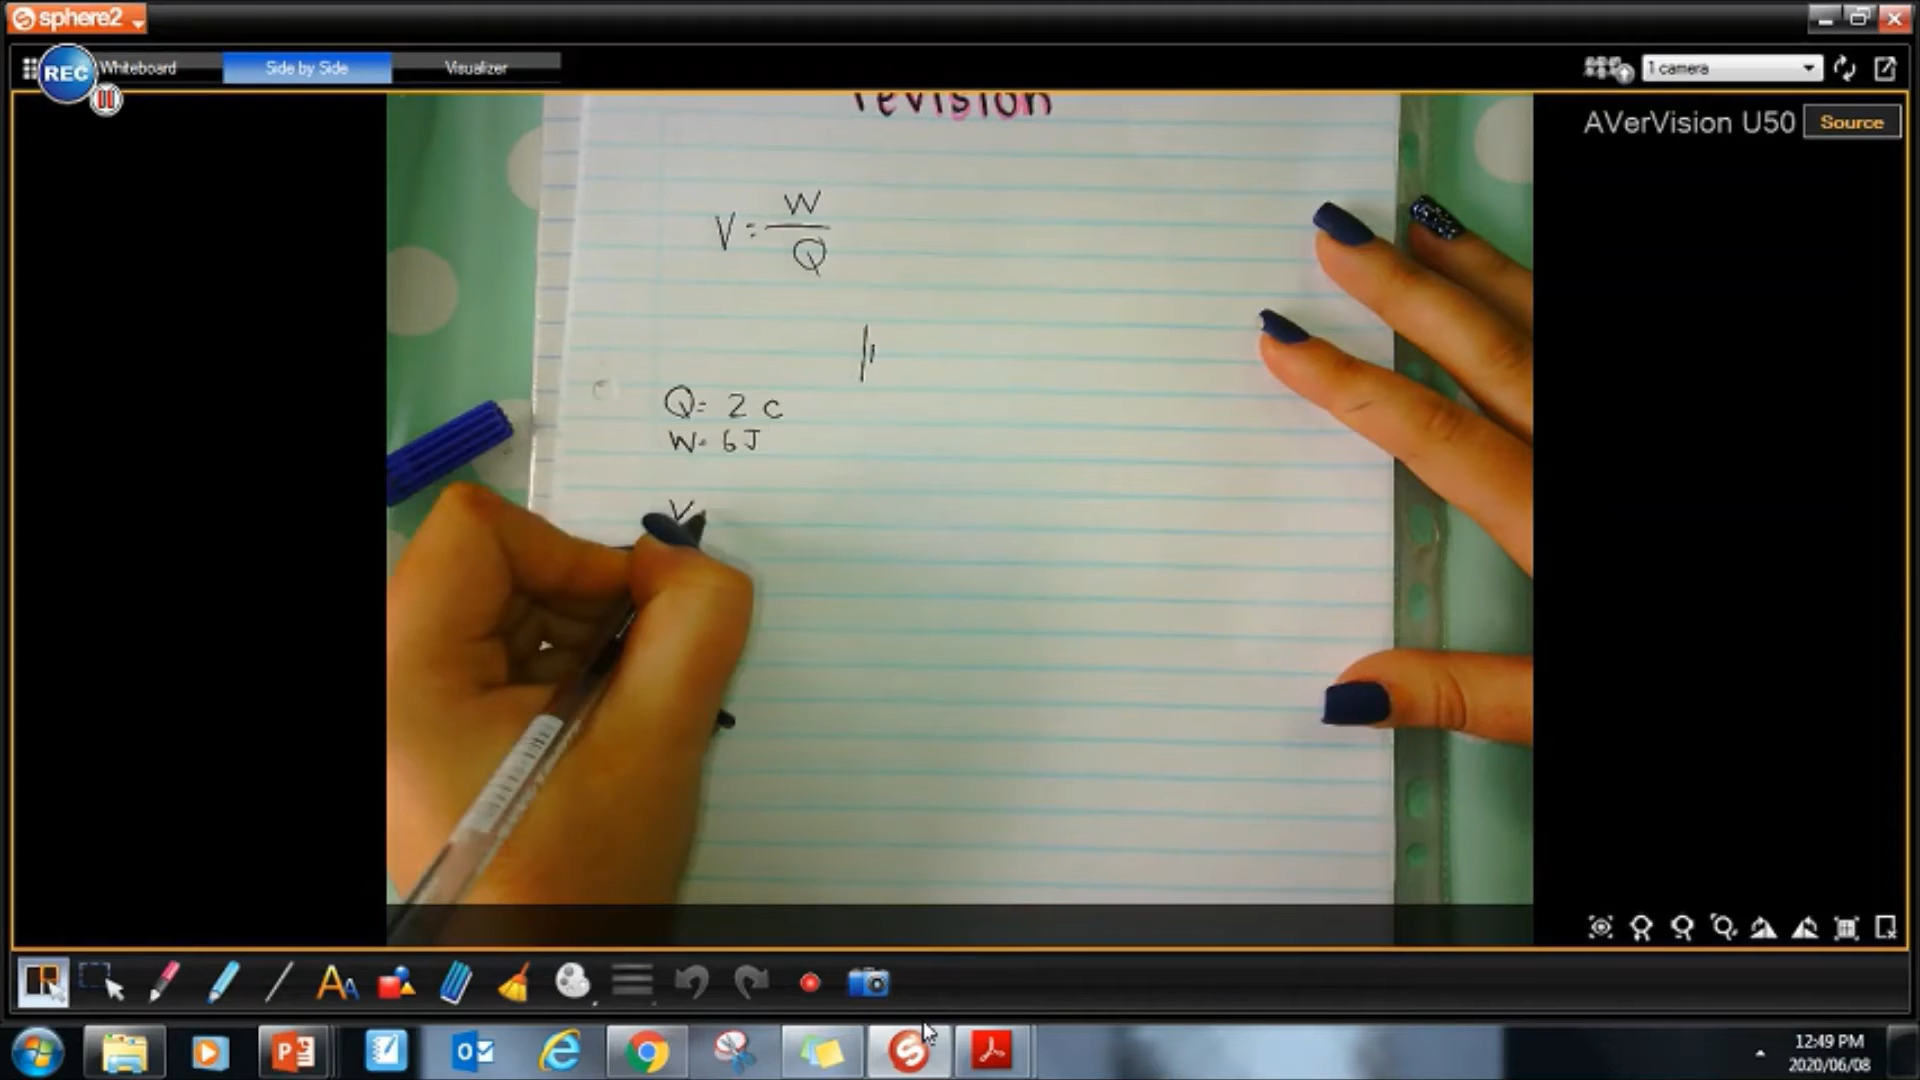 sphere2
REC
Whiteboard
Side by Side
Visualizer
1 camera
AVerVision U50
Source
revision
V = W
Q
Q = 2 C
W = 6 J
V
12:49 PM
2020/06/08